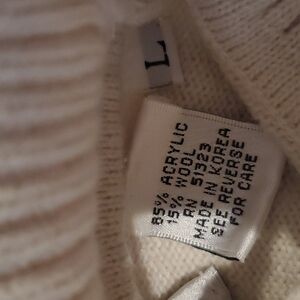 L
85% ACRYLIC
15% WOOL
RN 51323
MADE IN KOREA
SEE REVERSE
FOR CARE